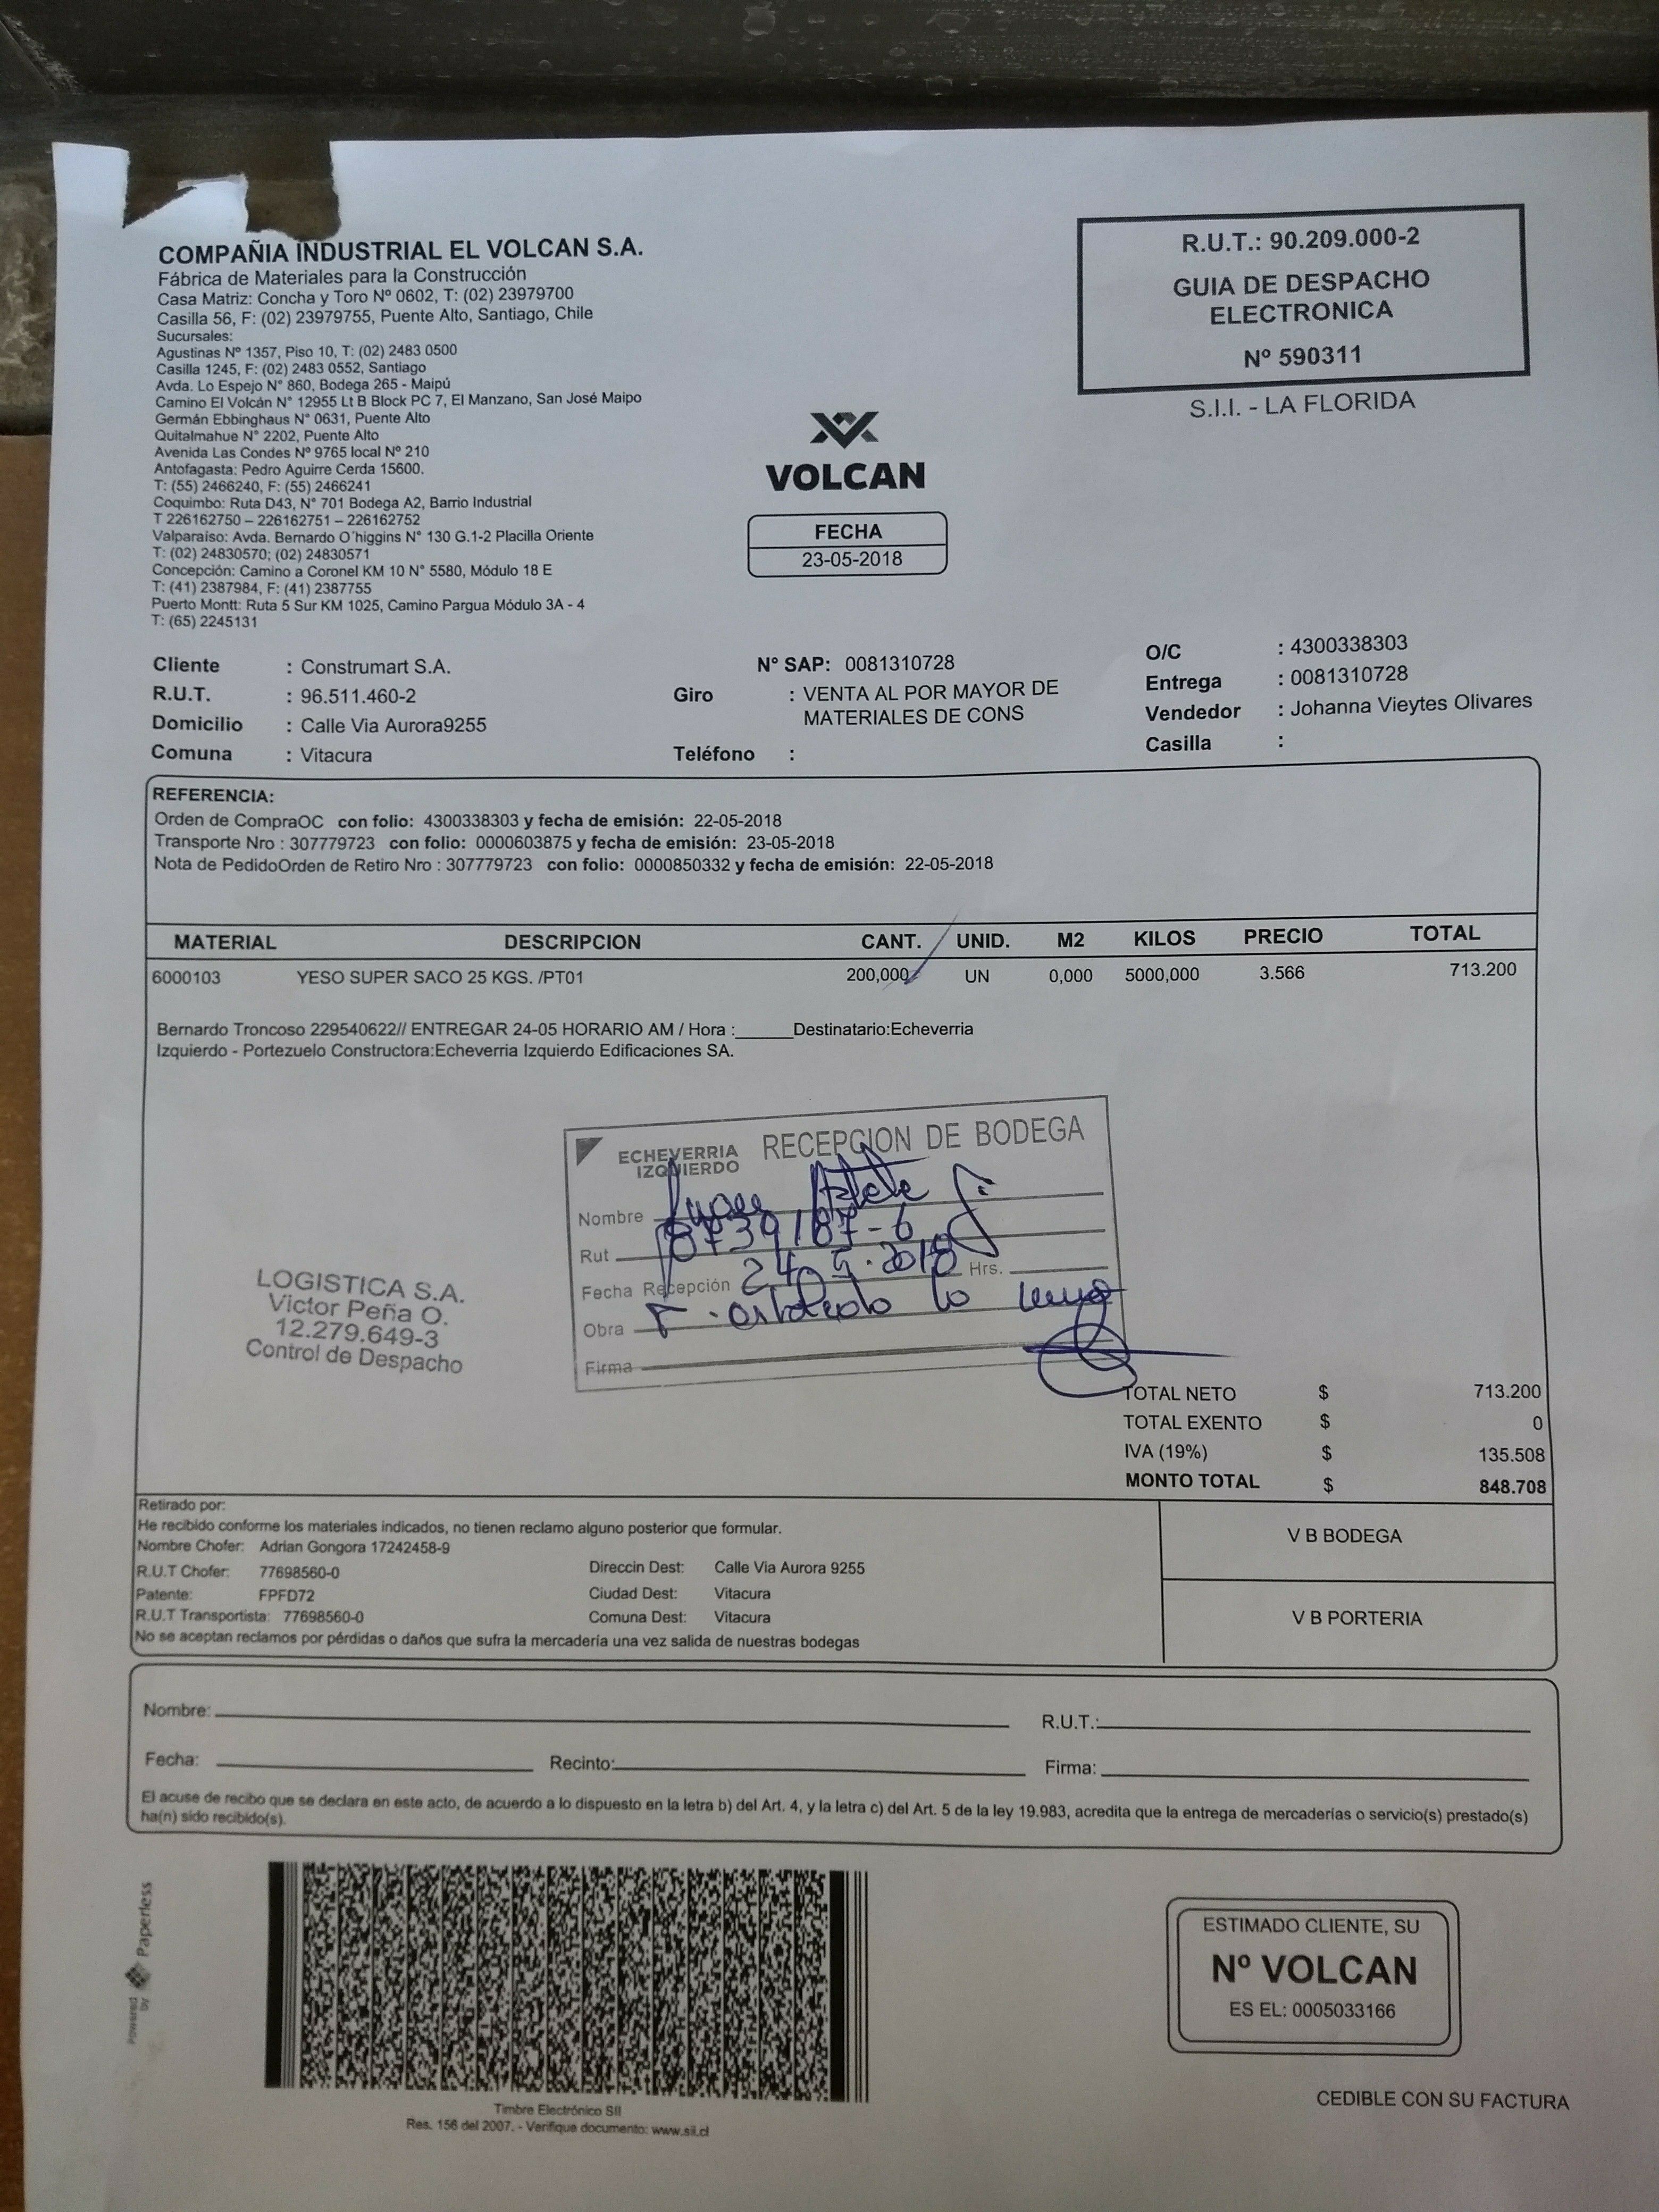 COMPAÑIA INDUSTRIAL EL VOLCAN S.A.
Fábrica de Materiales para la Construcción
Casa Matriz: Concha y Toro Nº 0602, T: (02) 23979700
Casilla 56, F: (02) 23979755, Puente Alto, Santiago, Chile
Sucursales:
Agustinas Nº 1357, Piso 10, T: (02) 2483 0500
Casilla 1245, F: (02) 2483 0552, Santiago
Avda. Lo Espejo N° 860, Bodega 265 - Maipú
Camino El Volcán N° 12955 Lt B Block PC 7, El Manzano, San José Maipo
Germán Ebbinghaus N° 0631, Puente Alto
Quitalmahue N° 2202, Puente Alto
Avenida Las Condes Nº 9765 local Nº 210
Antofagasta: Pedro Aguirre Cerda 15600.
T: (55) 2466240, F: (55) 2466241
Coquimbo: Ruta D43, N° 701 Bodega A2, Barrio Industrial
T 226162750 – 226162751 – 226162752
Valparaíso: Avda. Bernardo O´higgins N° 130 G.1-2 Placilla Oriente
T: (02) 24830570; (02) 24830571
Concepción: Camino a Coronel KM 10 N° 5580, Módulo 18 E
T: (41) 2387984, F: (41) 2387755
Puerto Montt: Ruta 5 Sur KM 1025, Camino Pargua Módulo 3A - 4
T: (65) 2245131
R.U.T.: 90.209.000-2
GUIA DE DESPACHO
ELECTRONICA
Nº 590311
S.I.I. - LA FLORIDA
VOLCAN
FECHA
23-05-2018
Cliente : Construmart S.A.
R.U.T. : 96.511.460-2
Domicilio : Calle Via Aurora9255
Comuna : Vitacura
N° SAP: 0081310728
Giro : VENTA AL POR MAYOR DE
MATERIALES DE CONS
Teléfono :
O/C : 4300338303
Entrega : 0081310728
Vendedor : Johanna Vieytes Olivares
Casilla :
REFERENCIA:
Orden de CompraOC con folio: 4300338303 y fecha de emisión: 22-05-2018
Transporte Nro : 307779723 con folio: 0000603875 y fecha de emisión: 23-05-2018
Nota de PedidoOrden de Retiro Nro : 307779723 con folio: 0000850332 y fecha de emisión: 22-05-2018
MATERIAL DESCRIPCION CANT. UNID. M2 KILOS PRECIO TOTAL
6000103 YESO SUPER SACO 25 KGS. /PT01 200,000 UN 0,000 5000,000 3.566 713.200
Bernardo Troncoso 229540622// ENTREGAR 24-05 HORARIO AM / Hora :______Destinatario:Echeverria
Izquierdo - Portezuelo Constructora:Echeverria Izquierdo Edificaciones SA.
ECHEVERRIA
IZQUIERDO
RECEPCION DE BODEGA
Nombre
Rut 8739187-6
Fecha Recepción 24.5.2018 Hrs.
Obra
Firma
LOGISTICA S.A.
Victor Peña O.
12.279.649-3
Control de Despacho
TOTAL NETO $ 713.200
TOTAL EXENTO $ 0
IVA (19%) $ 135.508
MONTO TOTAL $ 848.708
Retirado por:
He recibido conforme los materiales indicados, no tienen reclamo alguno posterior que formular.
Nombre Chofer: Adrian Gongora 17242458-9
R.U.T Chofer: 77698560-0
Patente: FPFD72
R.U.T Transportista: 77698560-0
Direccin Dest: Calle Via Aurora 9255
Ciudad Dest: Vitacura
Comuna Dest: Vitacura
No se aceptan reclamos por pérdidas o daños que sufra la mercadería una vez salida de nuestras bodegas
V B BODEGA
V B PORTERIA
Nombre: R.U.T.:
Fecha: Recinto: Firma:
El acuse de recibo que se declara en este acto, de acuerdo a lo dispuesto en la letra b) del Art. 4, y la letra c) del Art. 5 de la ley 19.983, acredita que la entrega de mercaderías o servicio(s) prestado(s)
ha(n) sido recibido(s).
Powered by Paperless
Timbre Electrónico SII
Res. 156 del 2007. - Verifique documento: www.sii.cl
ESTIMADO CLIENTE, SU
Nº VOLCAN
ES EL: 0005033166
CEDIBLE CON SU FACTURA